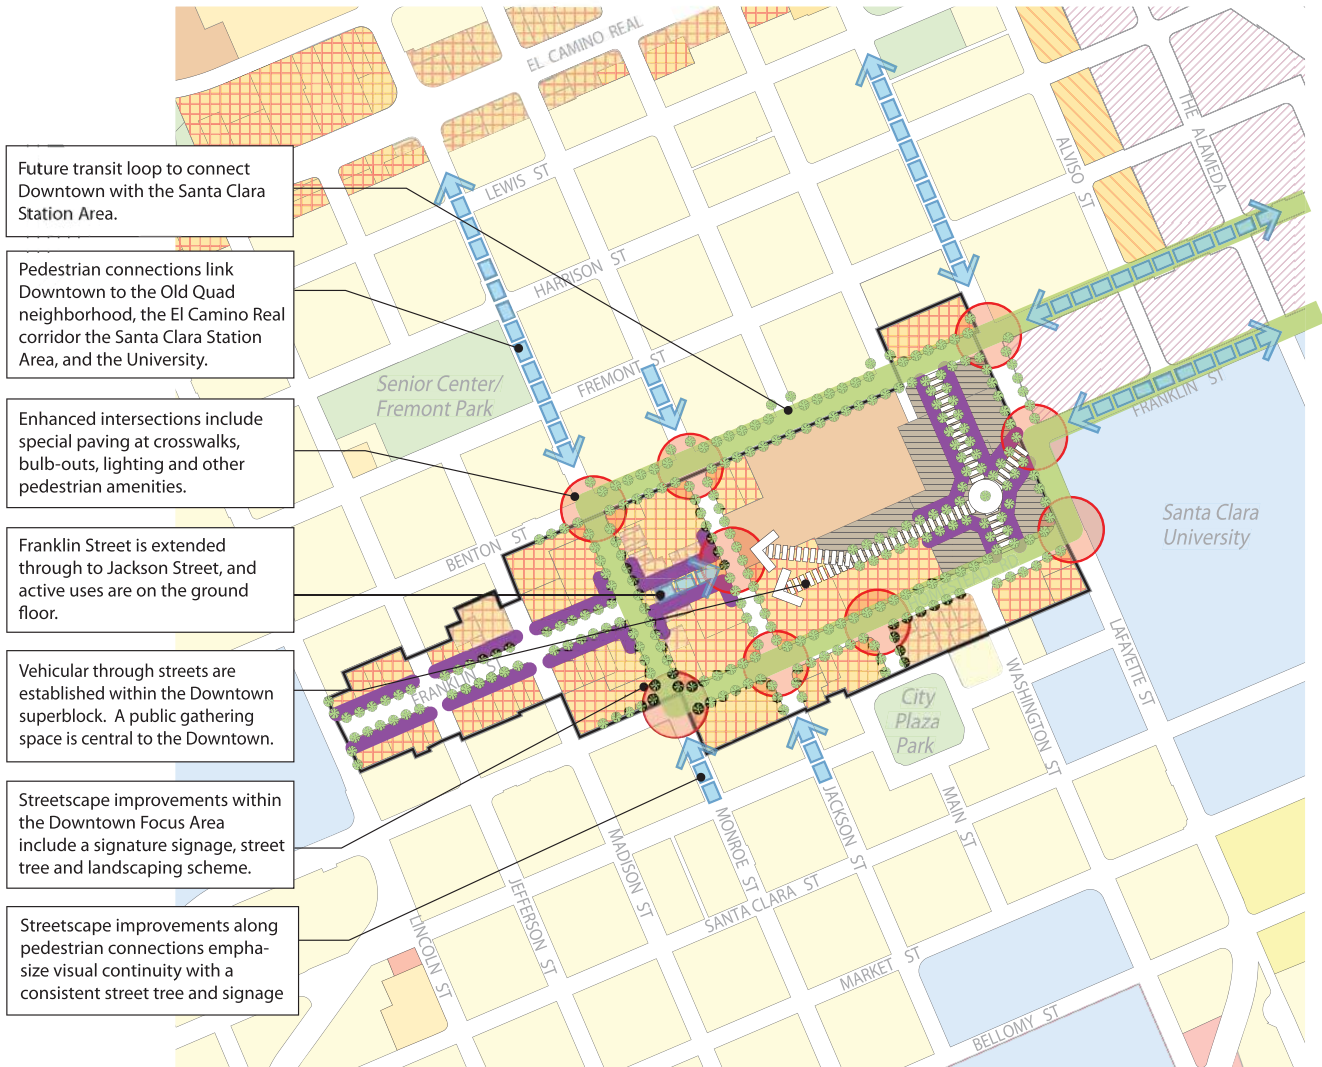 EL CAMINO REAL
Future transit loop to connect
Downtown with the Santa Clara
Station Area.
Pedestrian connections link
Downtown to the Old Quad
neighborhood, the El Camino Real
corridor the Santa Clara Station
Area, and the University.
Enhanced intersections include
special paving at crosswalks,
bulb-outs, lighting and other
pedestrian amenities.
Franklin Street is extended
through to Jackson Street, and
active uses are on the ground
floor.
Vehicular through streets are
established within the Downtown
superblock. A public gathering
space is central to the Downtown.
Streetscape improvements within
the Downtown Focus Area
include a signature signage, street
tree and landscaping scheme.
Streetscape improvements along
pedestrian connections empha-
size visual continuity with a
consistent street tree and signage
LEWIS ST
HARRISON ST
FREMONT ST
BENTON ST
FRANKLIN ST
ALVISO ST
THE ALAMEDA
FRANKLIN ST
Senior Center/
Fremont Park
Santa Clara
University
City
Plaza
Park
LAFAYETTE ST
WASHINGTON ST
MAIN ST
JACKSON ST
MONROE ST
MADISON ST
JEFFERSON ST
LINCOLN ST
SANTA CLARA ST
MARKET ST
BELLOMY ST